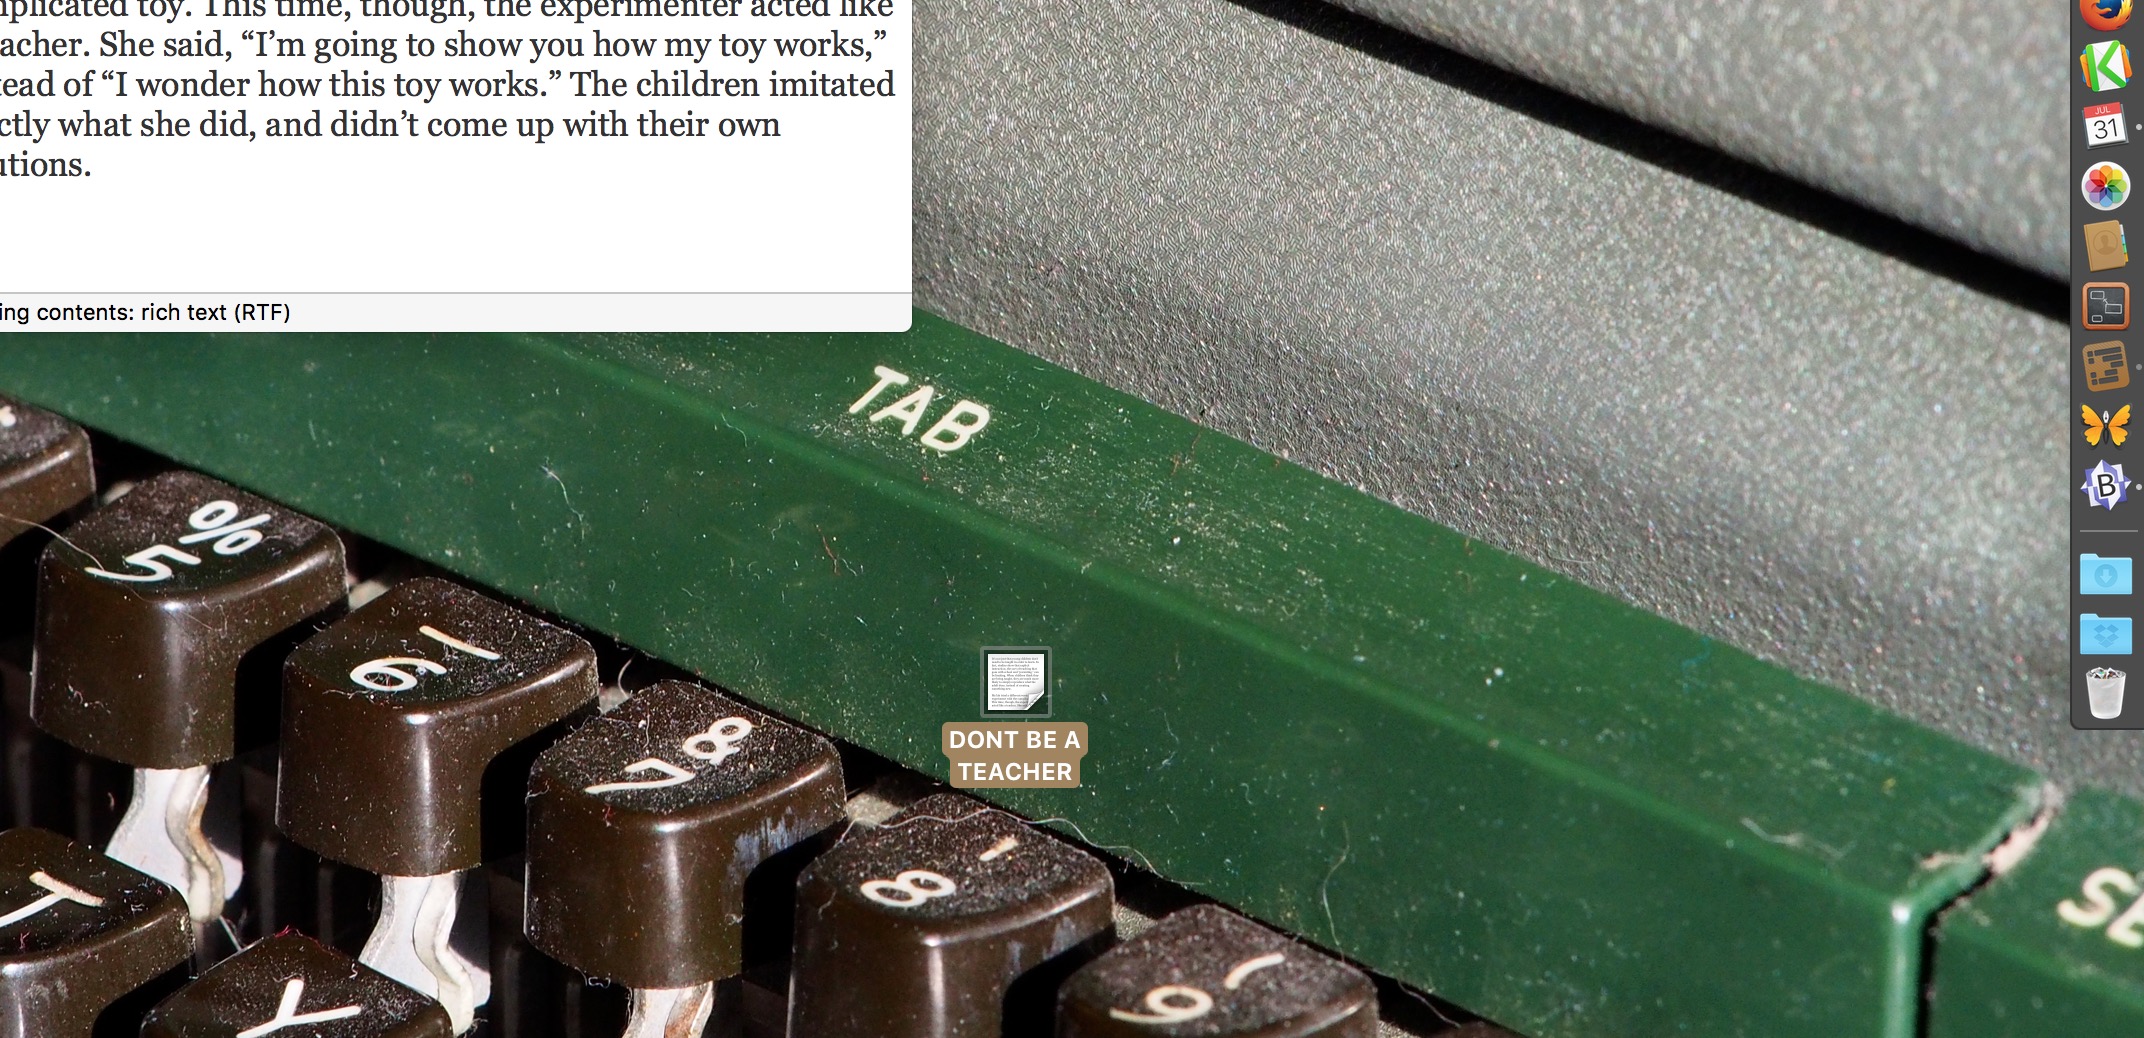 nplicated toy. This time, though, the experimenter acted like
acher. She said, “I’m going to show you how my toy works,”
tead of “I wonder how this toy works.” The children imitated
ctly what she did, and didn’t come up with their own
utions.
ing contents: rich text (RTF)
TAB
% 5
6
7 8
8 '
9
T
Y
SE
DONT BE A
TEACHER
JUL
31
K
B